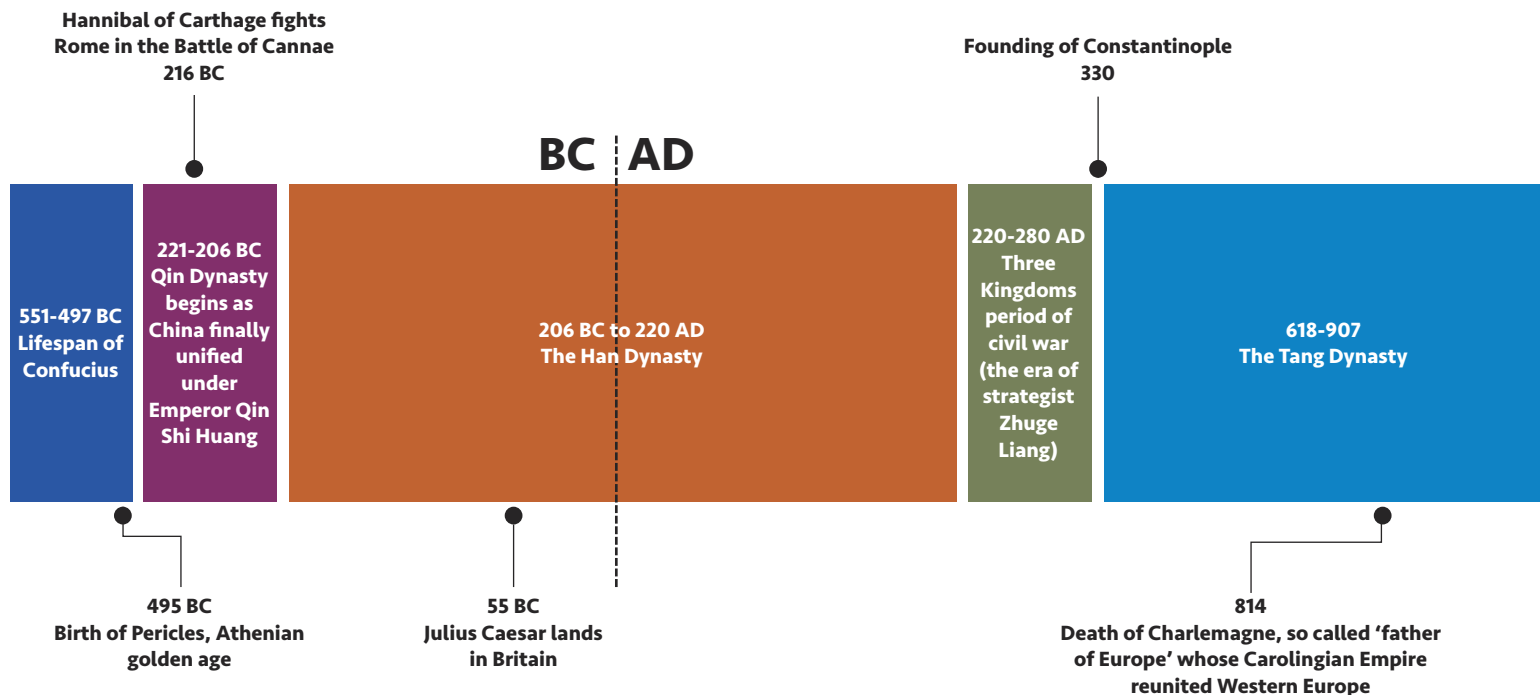 Hannibal of Carthage fights
Rome in the Battle of Cannae
216 BC
Founding of Constantinople
330
BC
AD
551-497 BC
Lifespan of
Confucius
221-206 BC
Qin Dynasty
begins as
China finally
unified
under
Emperor Qin
Shi Huang
206 BC to 220 AD
The Han Dynasty
220-280 AD
Three
Kingdoms
period of
civil war
(the era of
strategist
Zhuge
Liang)
618-907
The Tang Dynasty
495 BC
Birth of Pericles, Athenian
golden age
55 BC
Julius Caesar lands
in Britain
814
Death of Charlemagne, so called ‘father
of Europe’ whose Carolingian Empire
reunited Western Europe